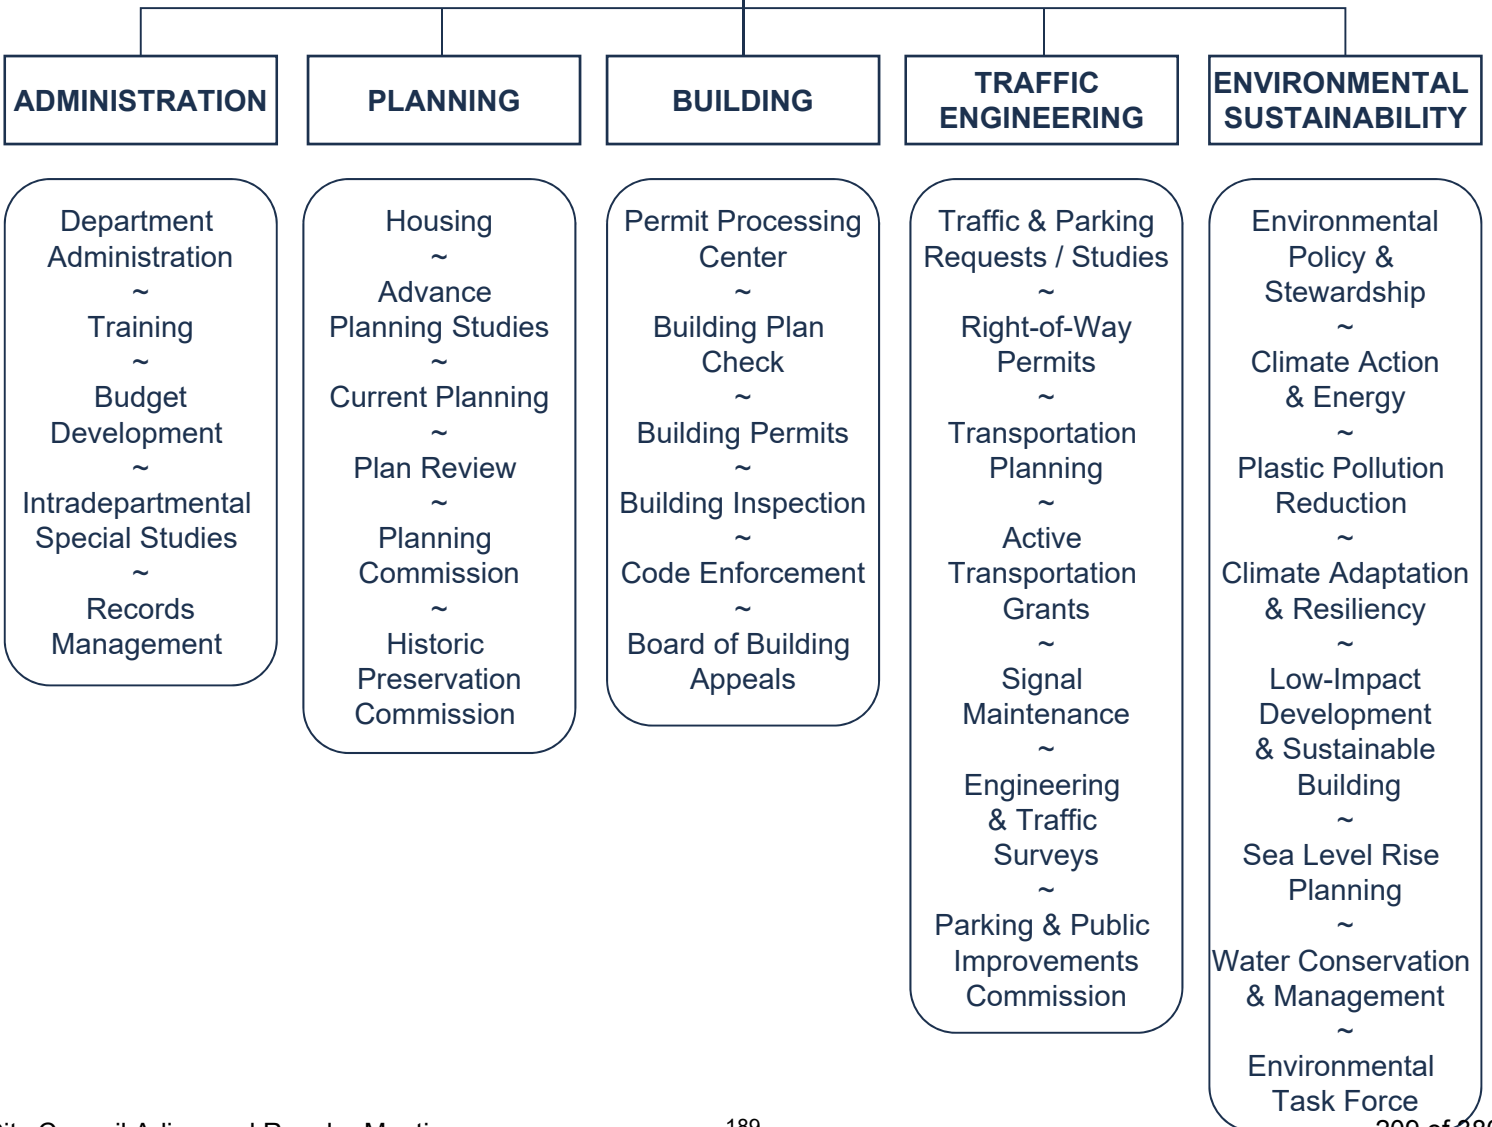 ADMINISTRATION
Department
Administration
~
Training
~
Budget
Development
~
Intradepartmental
Special Studies
~
Records
Management
PLANNING
Housing
~
Advance
Planning Studies
~
Current Planning
~
Plan Review
~
Planning
Commission
~
Historic
Preservation
Commission
BUILDING
Permit Processing
Center
~
Building Plan
Check
~
Building Permits
~
Building Inspection
~
Code Enforcement
~
Board of Building
Appeals
TRAFFIC
ENGINEERING
Traffic & Parking
Requests / Studies
~
Right-of-Way
Permits
~
Transportation
Planning
~
Active
Transportation
Grants
~
Signal
Maintenance
~
Engineering
& Traffic
Surveys
~
Parking & Public
Improvements
Commission
ENVIRONMENTAL
SUSTAINABILITY
Environmental
Policy &
Stewardship
~
Climate Action
& Energy
~
Plastic Pollution
Reduction
~
Climate Adaptation
& Resiliency
~
Low-Impact
Development
& Sustainable
Building
~
Sea Level Rise
Planning
~
Water Conservation
& Management
~
Environmental
Task Force
189